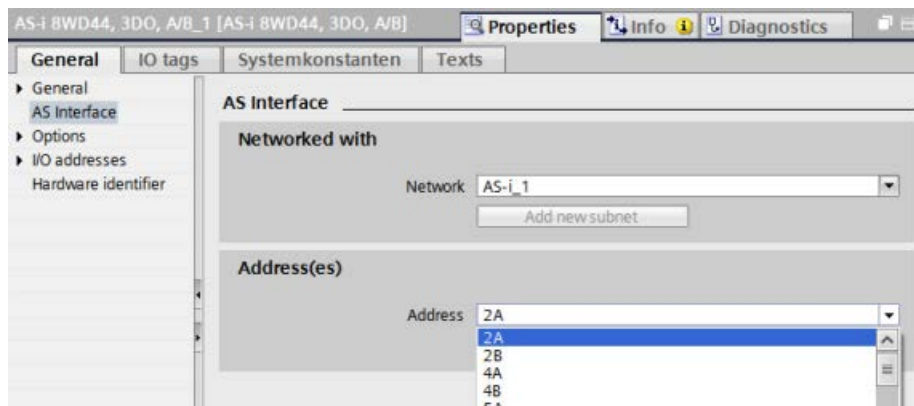 AS-i 8WD44, 3DO, A/B_1 [AS-i 8WD44, 3DO, A/B]
Properties
Info
Diagnostics
General
IO tags
Systemkonstanten
Texts
General
AS Interface
Options
I/O addresses
Hardware identifier
AS Interface
Networked with
Network AS-i_1
Add new subnet
Address(es)
Address 2A
2A
2B
4A
4B